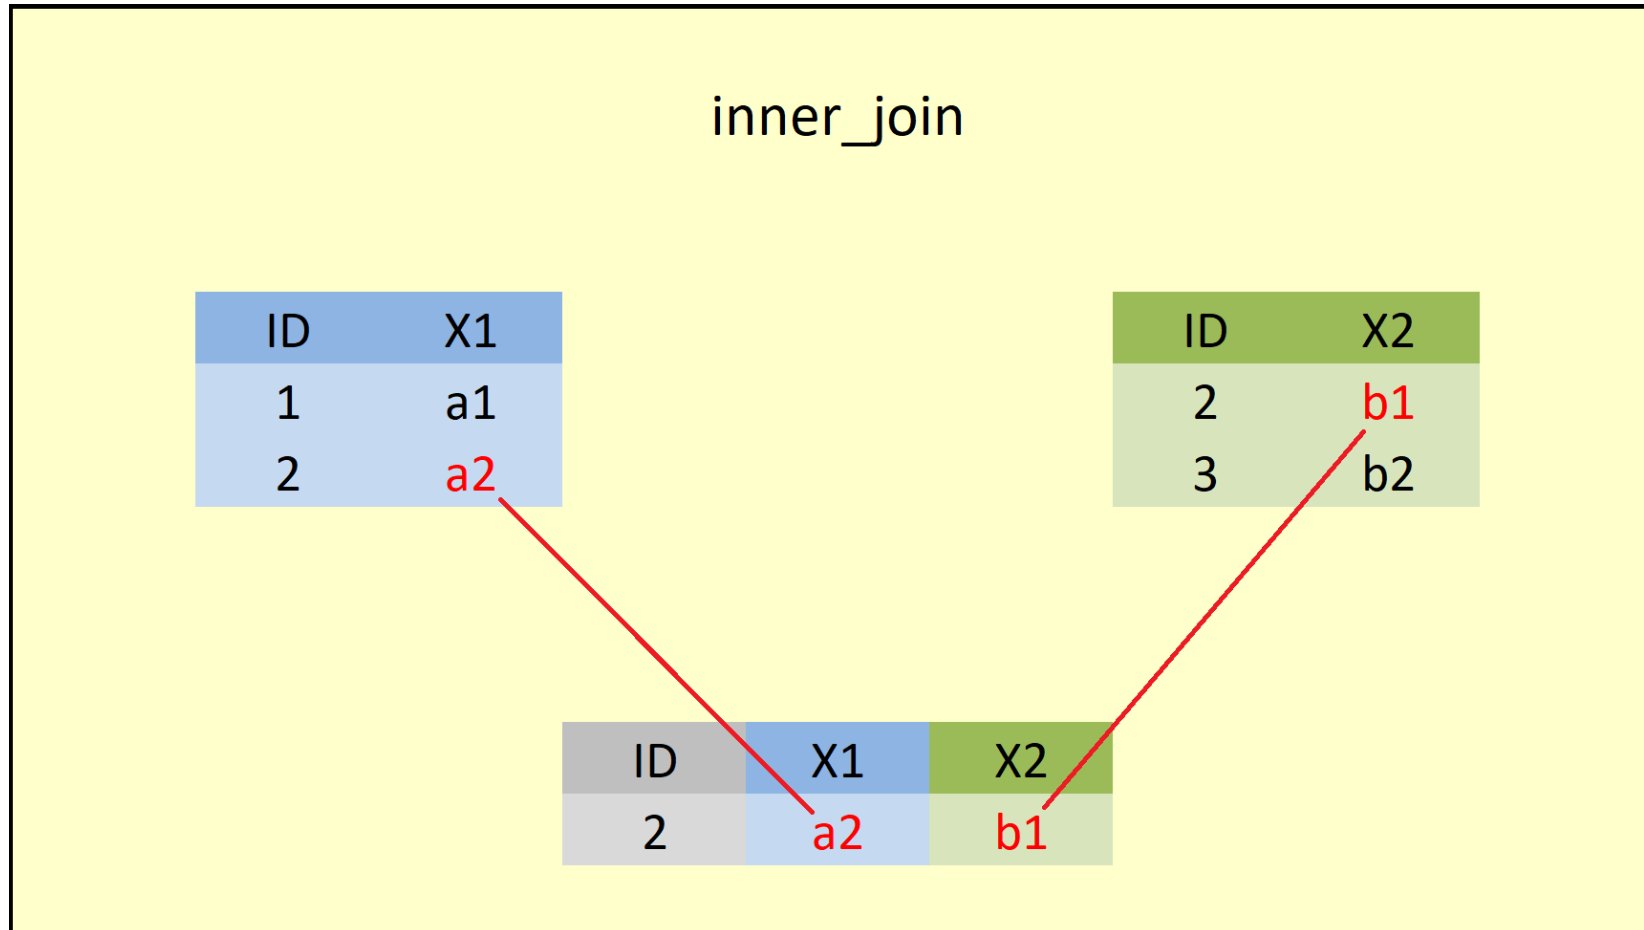 inner_join
ID X1
1 a1
2 a2
ID X2
2 b1
3 b2
ID X1 X2
2 a2 b1